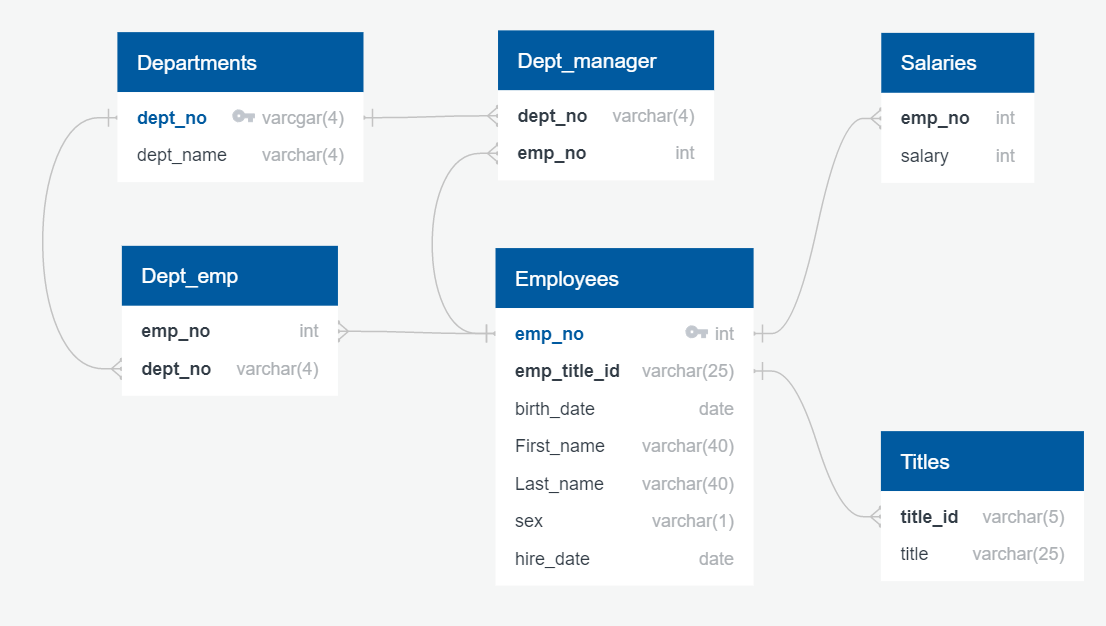 Departments
dept_no varcgar(4)
dept_name varchar(4)
Dept_manager
dept_no varchar(4)
emp_no int
Salaries
emp_no int
salary int
Dept_emp
emp_no int
dept_no varchar(4)
Employees
emp_no int
emp_title_id varchar(25)
birth_date date
First_name varchar(40)
Last_name varchar(40)
sex varchar(1)
hire_date date
Titles
title_id varchar(5)
title varchar(25)